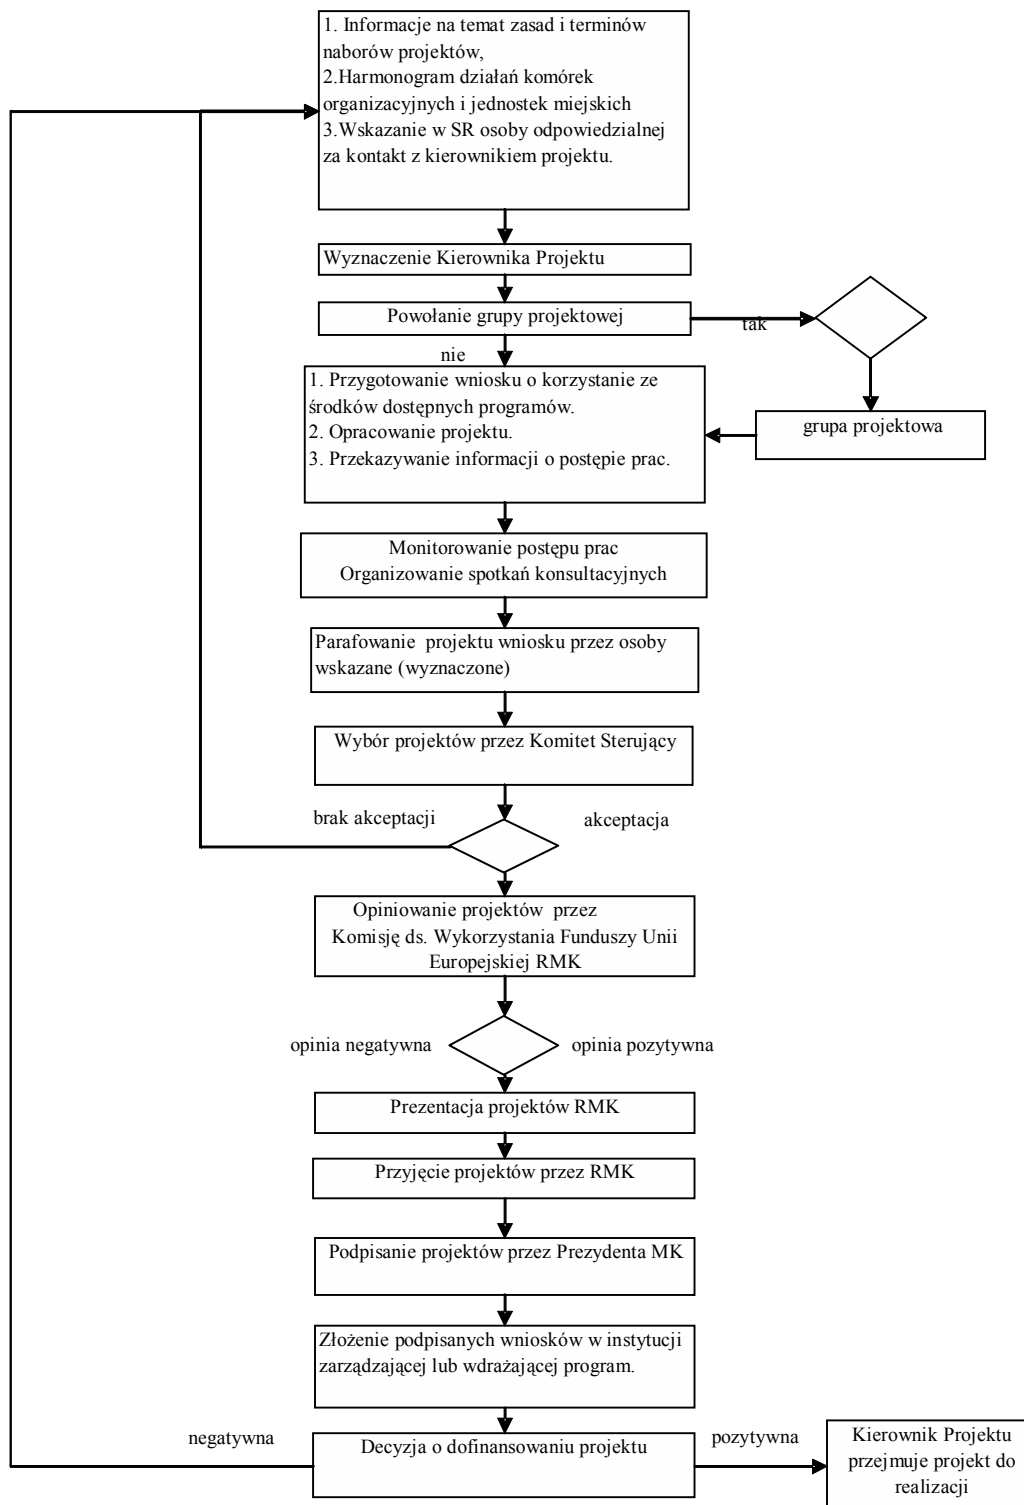 1. Informacje na temat zasad i terminów
naborów projektów,
2.Harmonogram działań komórek
organizacyjnych i jednostek miejskich
3.Wskazanie w SR osoby odpowiedzialnej
za kontakt z kierownikiem projektu.
Wyznaczenie Kierownika Projektu
Powołanie grupy projektowej
tak
nie
1. Przygotowanie wniosku o korzystanie ze
środków dostępnych programów.
2. Opracowanie projektu.
3. Przekazywanie informacji o postępie prac.
grupa projektowa
Monitorowanie postępu prac
Organizowanie spotkań konsultacyjnych
Parafowanie projektu wniosku przez osoby
wskazane (wyznaczone)
Wybór projektów przez Komitet Sterujący
brak akceptacji
akceptacja
Opiniowanie projektów przez
Komisję ds. Wykorzystania Funduszy Unii
Europejskiej RMK
opinia negatywna
opinia pozytywna
Prezentacja projektów RMK
Przyjęcie projektów przez RMK
Podpisanie projektów przez Prezydenta MK
Złożenie podpisanych wniosków w instytucji
zarządzającej lub wdrażającej program.
negatywna
Decyzja o dofinansowaniu projektu
pozytywna
Kierownik Projektu
przejmuje projekt do
realizacji